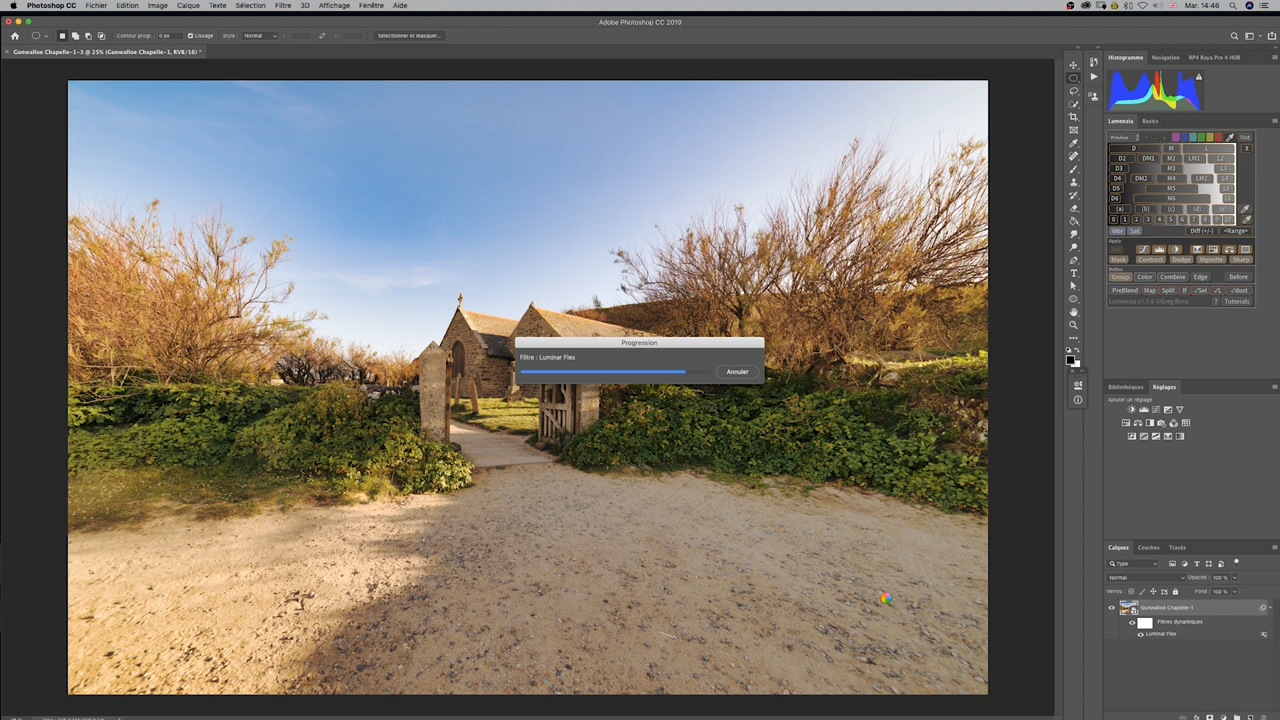 Photoshop CC Fichier Edition Image Calque Texte Sélection Filtre 3D Affichage Fenêtre Aide Mar. 14:46
Adobe Photoshop CC 2019
Contour progr. : 0 px Lissage Style : Normal Sélectionner et masquer...
Gunwalloe Chapelle-1-3 @ 25% (Gunwalloe Chapelle-1, RVB/16) *
Histogramme Navigation BP4 Raya Pro 4 HUB
Lumenzia Basics
Preview Not
D M L X
D2 DM1 M2 LM1 L2
D3 M3 L3
D4 DM2 M4 LM2 L4
D5 M5 L5
D6 M6 L6
(a) (b) (c) (d) (e)
0 1 2 3 4 5 6 7 8 9 10
Vibr Sat Diff (+/-) <Range>
Apply
Mask Contrast Dodge Vignette Sharp
Refine
Group Color Combine Edge Before
PreBlend Map Split If √Sel √L √dust
Lumenzia v7.3.0 ©Greg Benz ? Tutorials
Progression
Filtre : Luminar Flex
Annuler
Bibliothèques Réglages
Ajouter un réglage
Calques Couches Tracés
Type
Normal Opacité : 100 %
Verrou : Fond : 100 %
Gunwalloe Chapelle-1
Filtres dynamiques
Luminar Flex